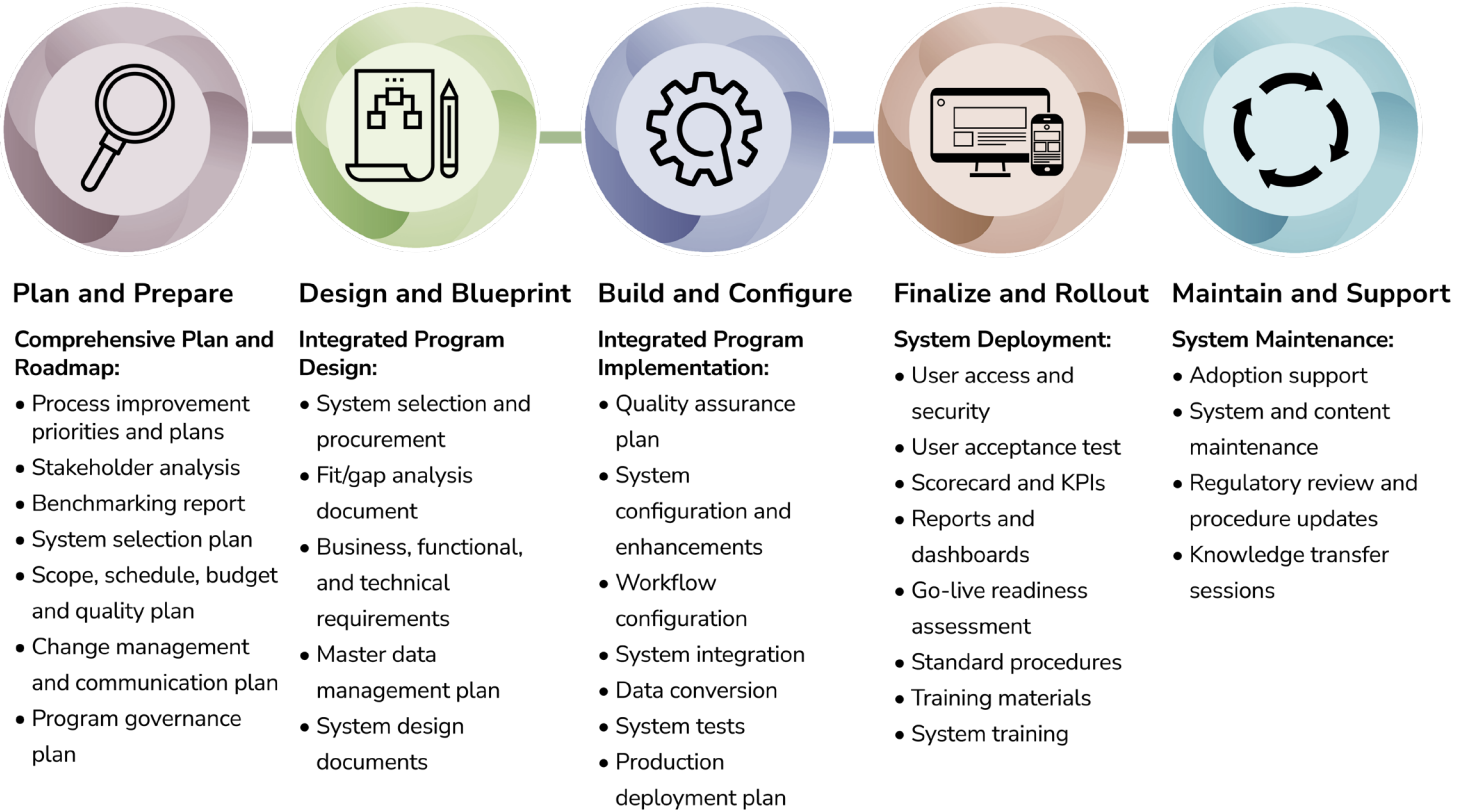 Plan and Prepare
Comprehensive Plan and
Roadmap:
• Process improvement
priorities and plans
• Stakeholder analysis
• Benchmarking report
• System selection plan
• Scope, schedule, budget
and quality plan
• Change management
and communication plan
• Program governance
plan
Design and Blueprint
Integrated Program
Design:
• System selection and
procurement
• Fit/gap analysis
document
• Business, functional,
and technical
requirements
• Master data
management plan
• System design
documents
Build and Configure
Integrated Program
Implementation:
• Quality assurance
plan
• System
configuration and
enhancements
• Workflow
configuration
• System integration
• Data conversion
• System tests
• Production
deployment plan
Finalize and Rollout
System Deployment:
• User access and
security
• User acceptance test
• Scorecard and KPIs
• Reports and
dashboards
• Go-live readiness
assessment
• Standard procedures
• Training materials
• System training
Maintain and Support
System Maintenance:
• Adoption support
• System and content
maintenance
• Regulatory review and
procedure updates
• Knowledge transfer
sessions